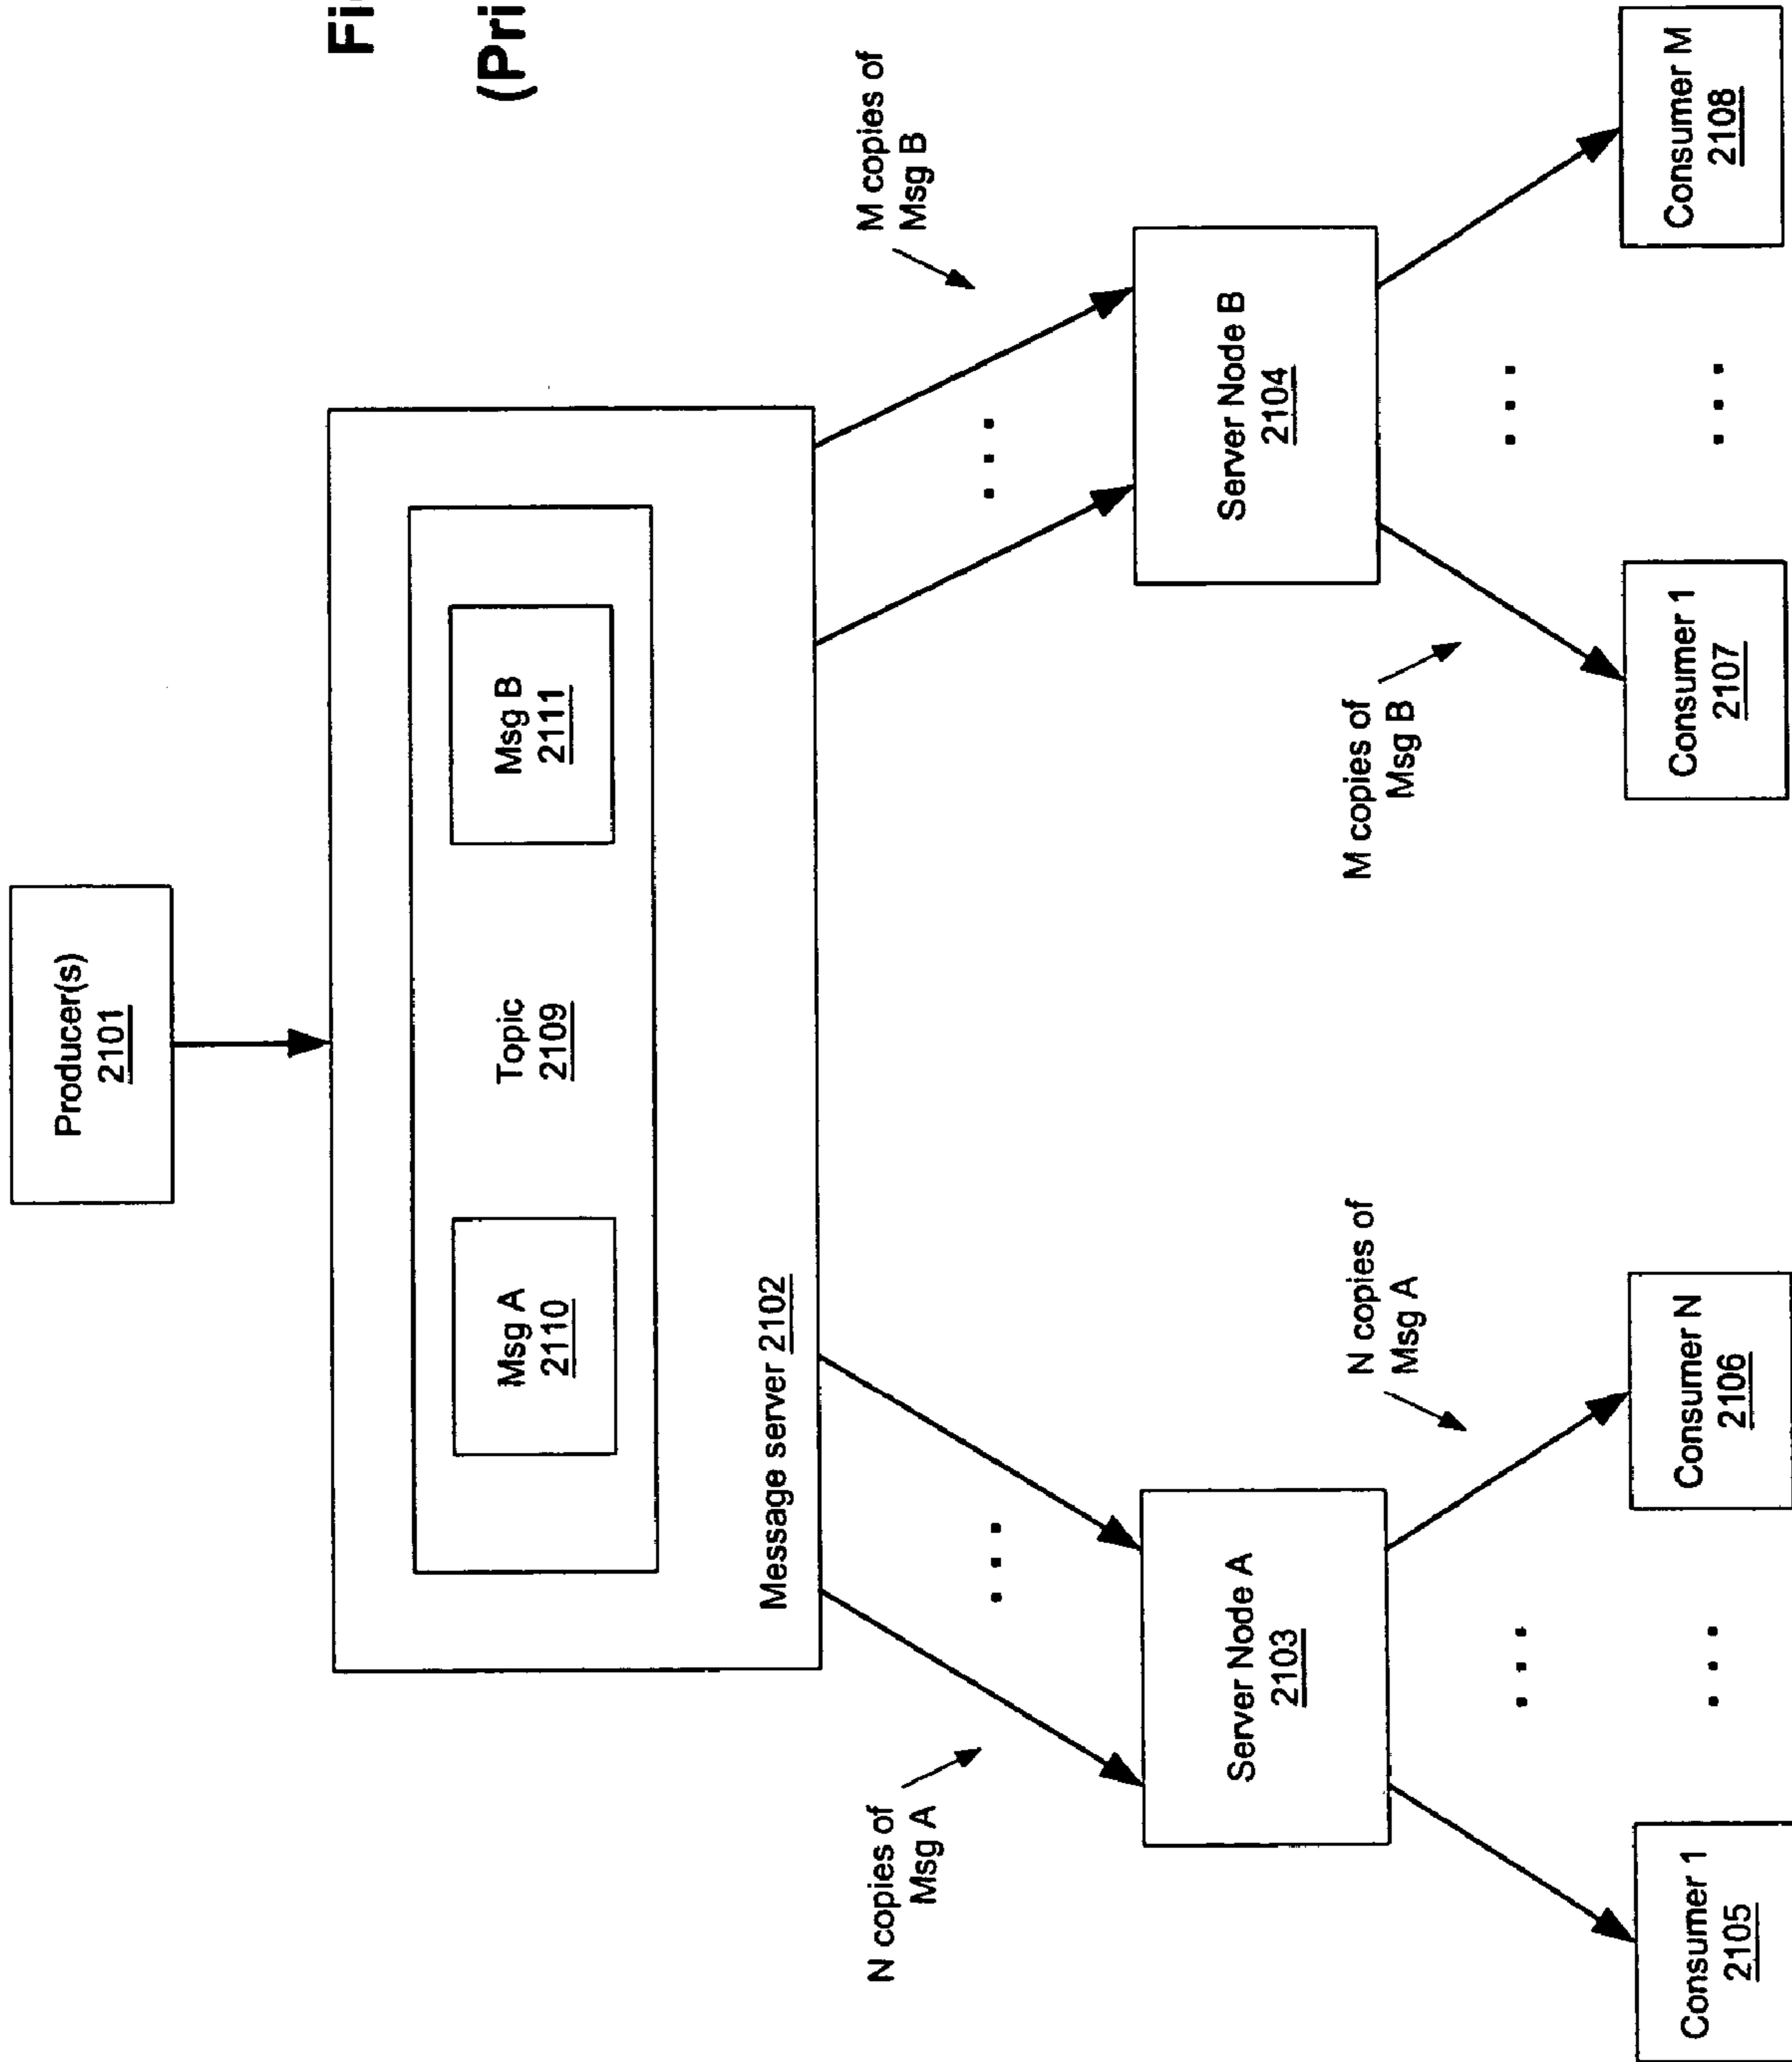 Fi
(Pri
Producer(s)
2101
Msg A
2110
Topic
2109
Msg B
2111
Message server 2102
N copies of
Msg A
M copies of
Msg B
Server Node A
2103
Server Node B
2104
N copies of
Msg A
M copies of
Msg B
Consumer 1
2105
Consumer N
2106
Consumer 1
2107
Consumer M
2108